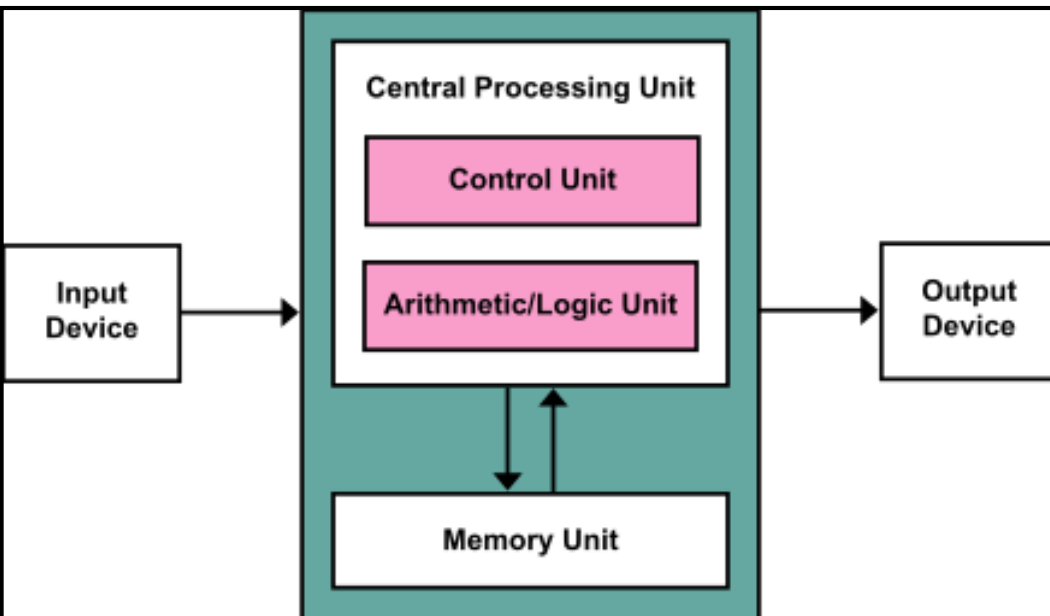 Central Processing Unit
Control Unit
Arithmetic/Logic Unit
Input
Device
Output
Device
Memory Unit